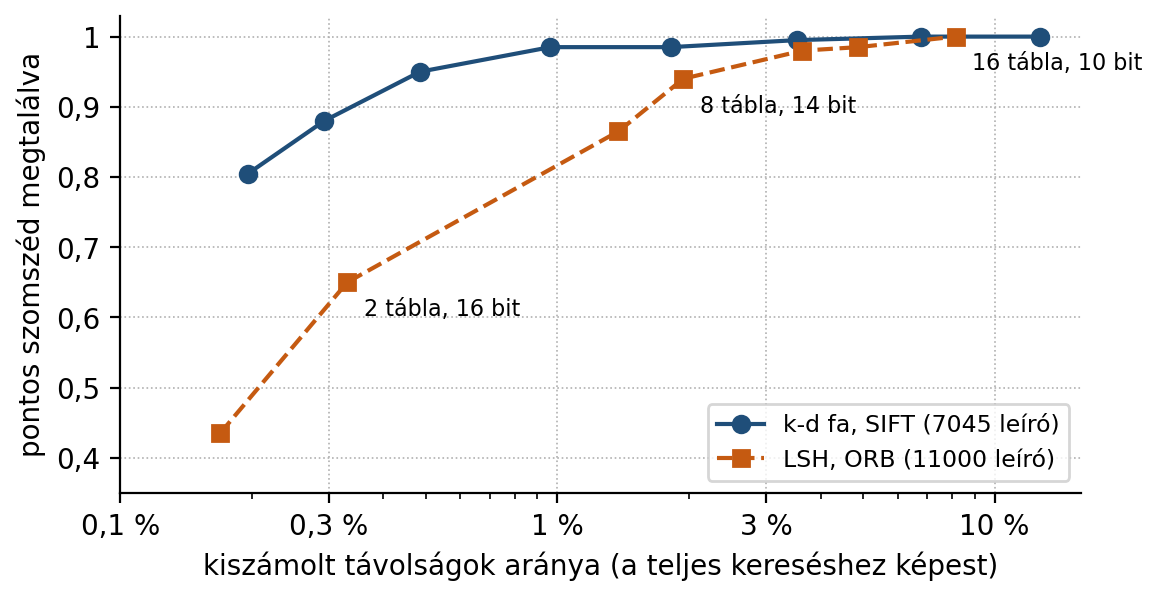 pontos szomszéd megtalálva
1
0,9
0,8
0,7
0,6
0,5
0,4
16 tábla, 10 bit
8 tábla, 14 bit
2 tábla, 16 bit
k-d fa, SIFT (7045 leíró)
LSH, ORB (11000 leíró)
0,1 %
0,3 %
1 %
3 %
10 %
kiszámolt távolságok aránya (a teljes kereséshez képest)